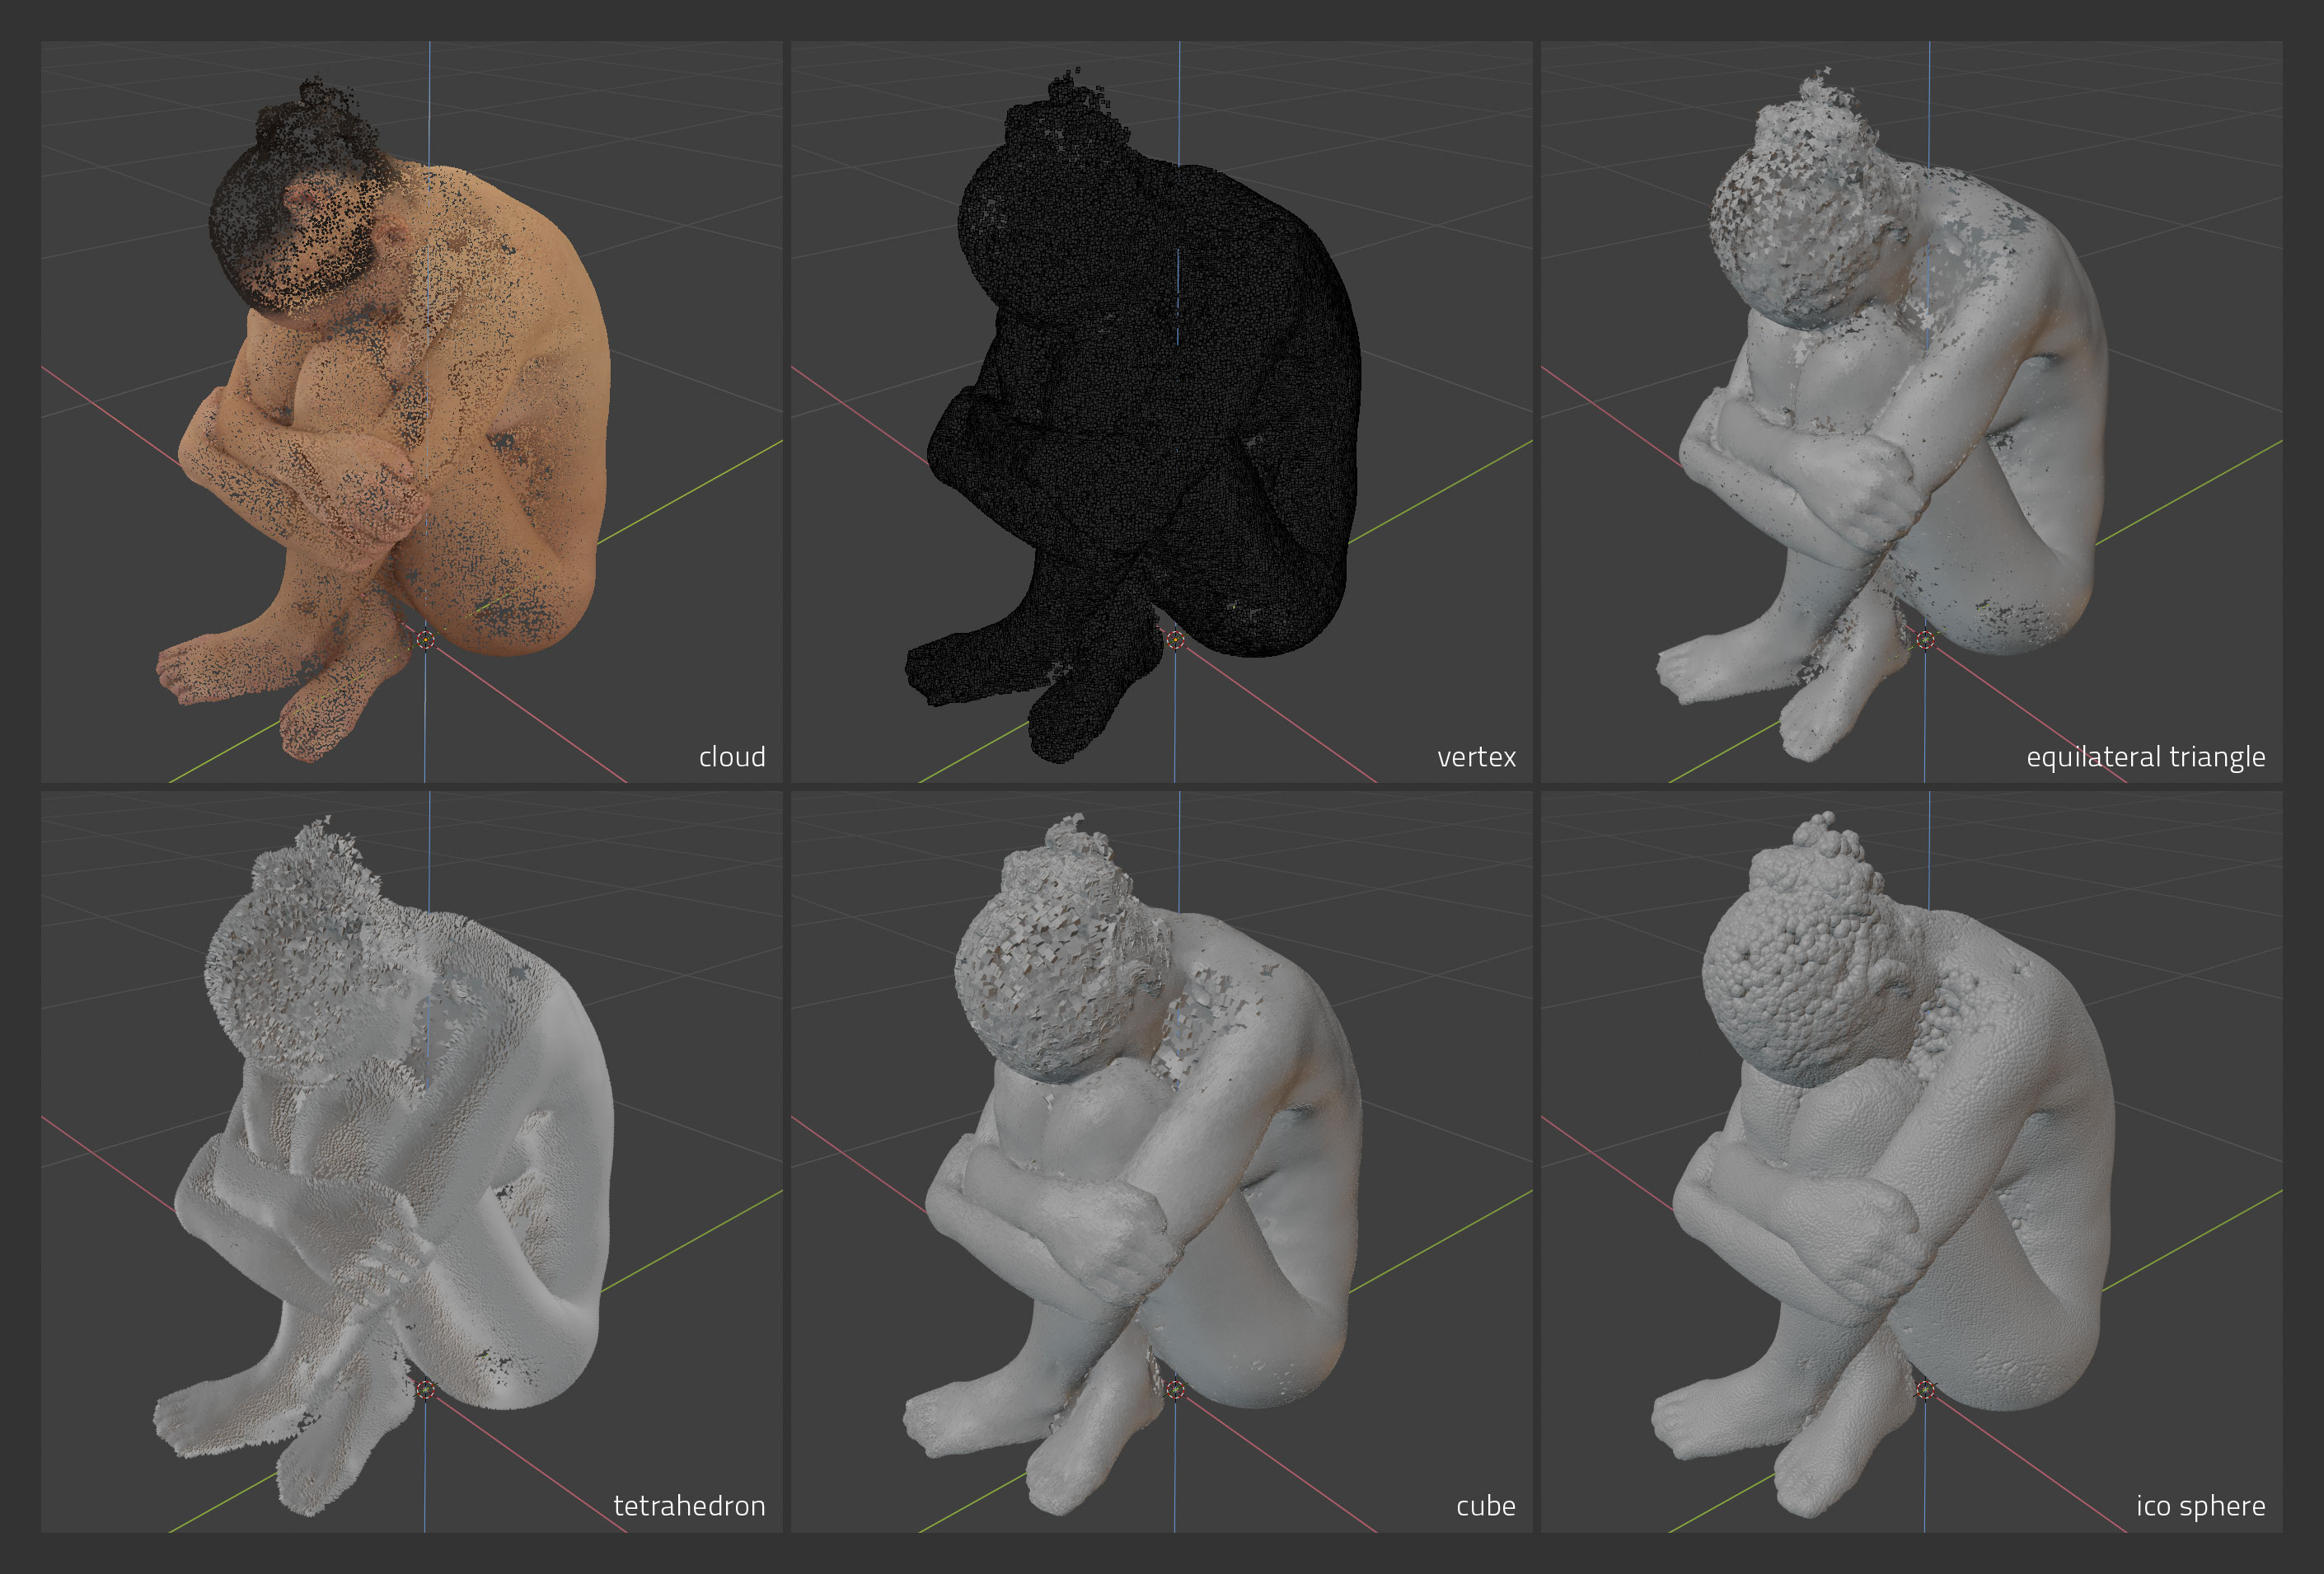 cloud
vertex
equilateral triangle
tetrahedron
cube
ico sphere